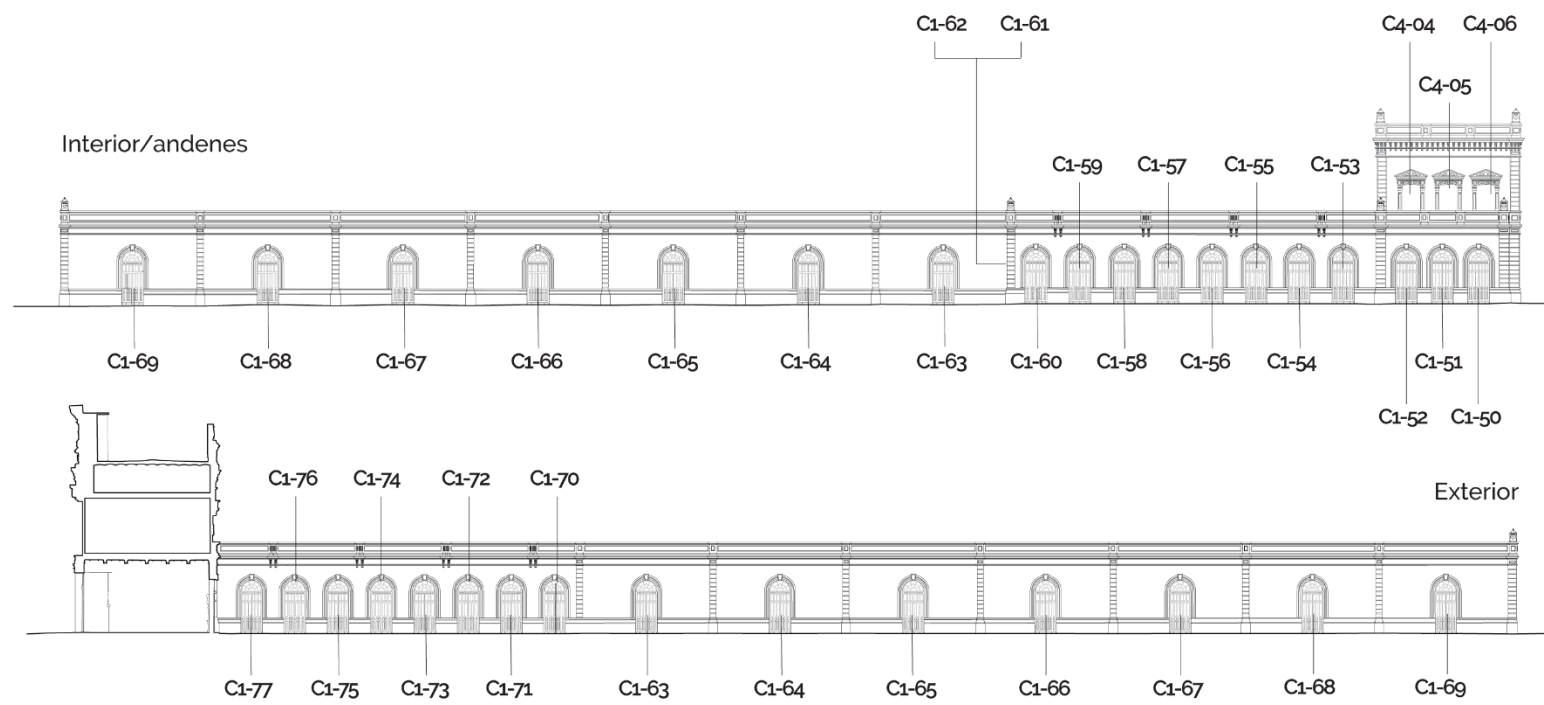 C1-62 C1-61 C4-04 C4-06
C4-05
Interior/andenes
C1-59 C1-57 C1-55 C1-53
C1-69 C1-68 C1-67 C1-66 C1-65 C1-64 C1-63 C1-60 C1-58 C1-56 C1-54 C1-51
C1-52 C1-50
C1-76 C1-74 C1-72 C1-70
Exterior
C1-77 C1-75 C1-73 C1-71 C1-63 C1-64 C1-65 C1-66 C1-67 C1-68 C1-69